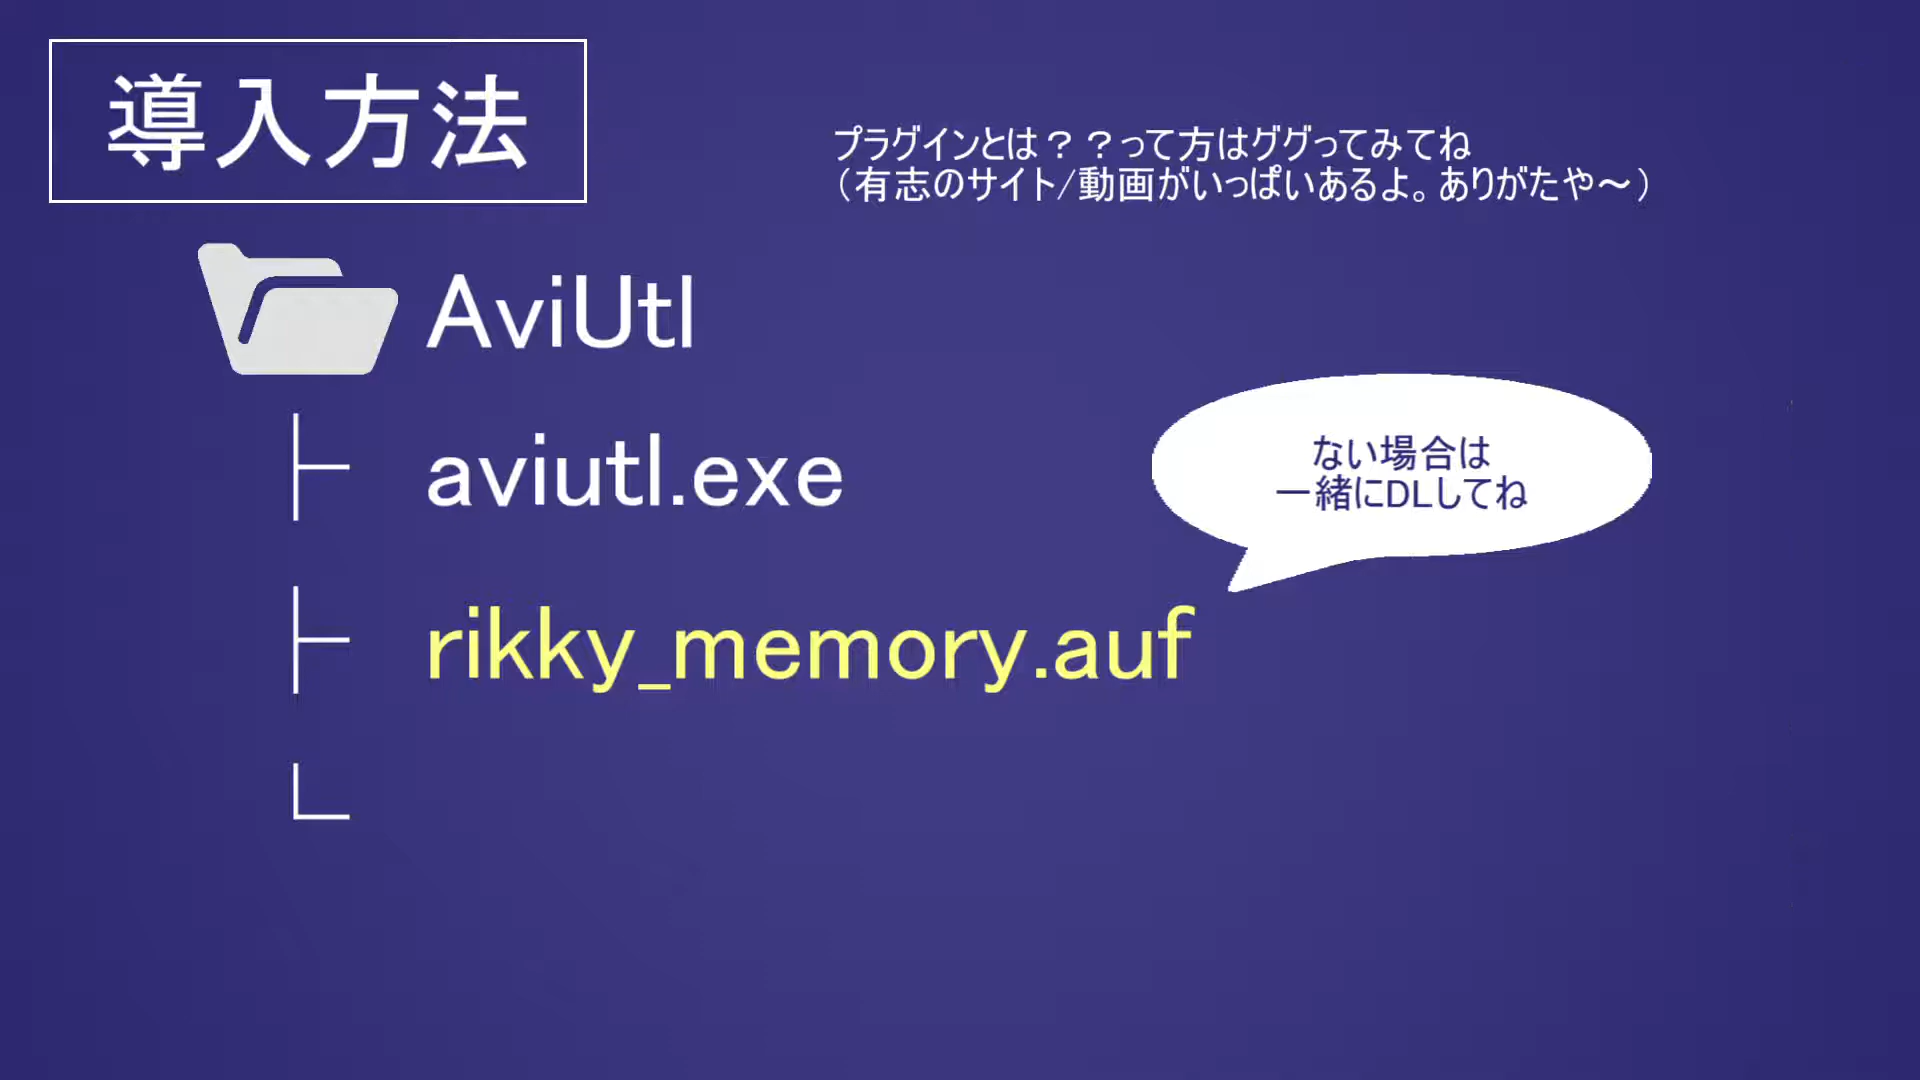 導入方法
プラグインとは？？って方はググってみてね
（有志のサイト/動画がいっぱいあるよ。ありがたや～）
AviUtl
aviutl.exe
ない場合は
一緒にDLしてね
rikky_memory.auf